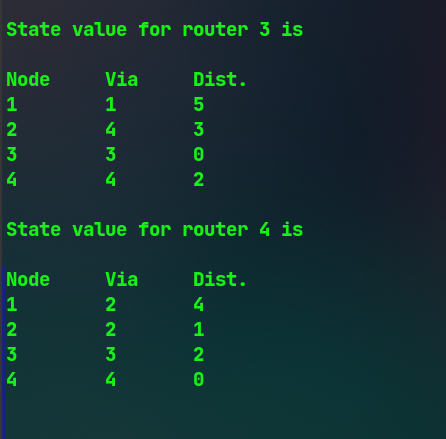 State value for router 3 is
Node Via Dist.
1 1 5
2 4 3
3 3 0
4 4 2
State value for router 4 is
Node Via Dist.
1 2 4
2 2 1
3 3 2
4 4 0